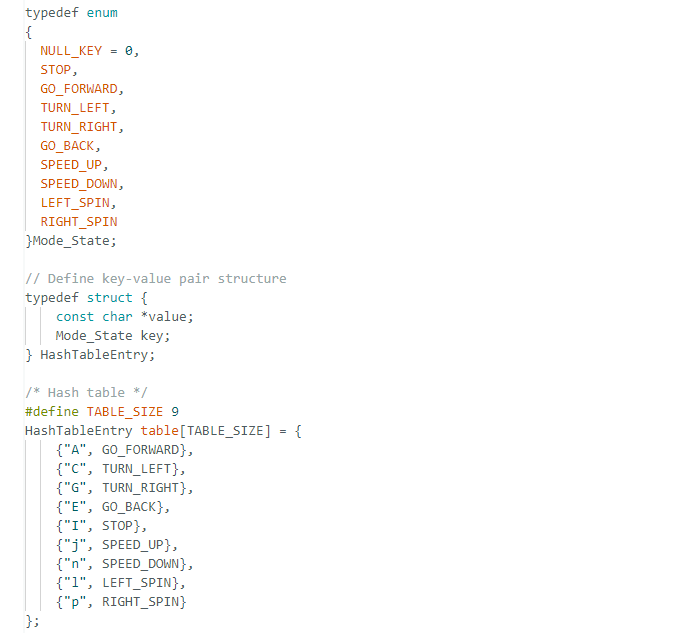 typedef enum
{
  NULL_KEY = 0,
  STOP,
  GO_FORWARD,
  TURN_LEFT,
  TURN_RIGHT,
  GO_BACK,
  SPEED_UP,
  SPEED_DOWN,
  LEFT_SPIN,
  RIGHT_SPIN
}Mode_State;

// Define key-value pair structure
typedef struct {
    const char *value;
    Mode_State key;
} HashTableEntry;

/* Hash table */
#define TABLE_SIZE 9
HashTableEntry table[TABLE_SIZE] = {
    {"A", GO_FORWARD},
    {"C", TURN_LEFT},
    {"G", TURN_RIGHT},
    {"E", GO_BACK},
    {"I", STOP},
    {"j", SPEED_UP},
    {"n", SPEED_DOWN},
    {"l", LEFT_SPIN},
    {"p", RIGHT_SPIN}
};